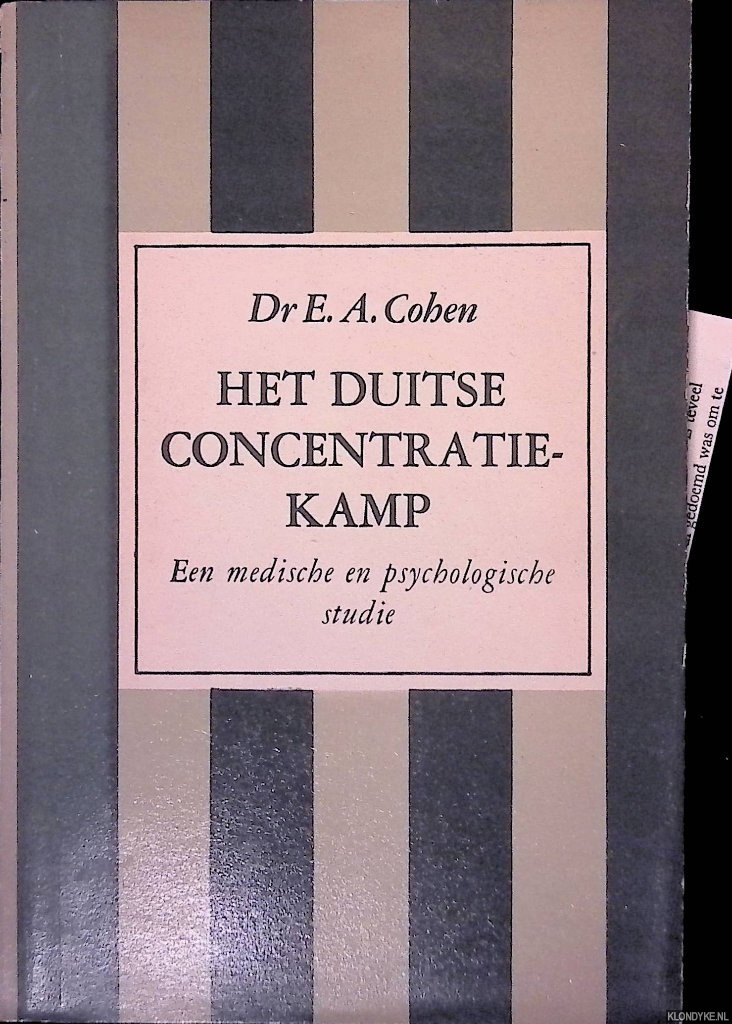 Dr E. A. Cohen
HET DUITSE
CONCENTRATIE-
KAMP
Een medische en psychologische
studie
teveel
gedoemd was om te
KLONDYKE.NL